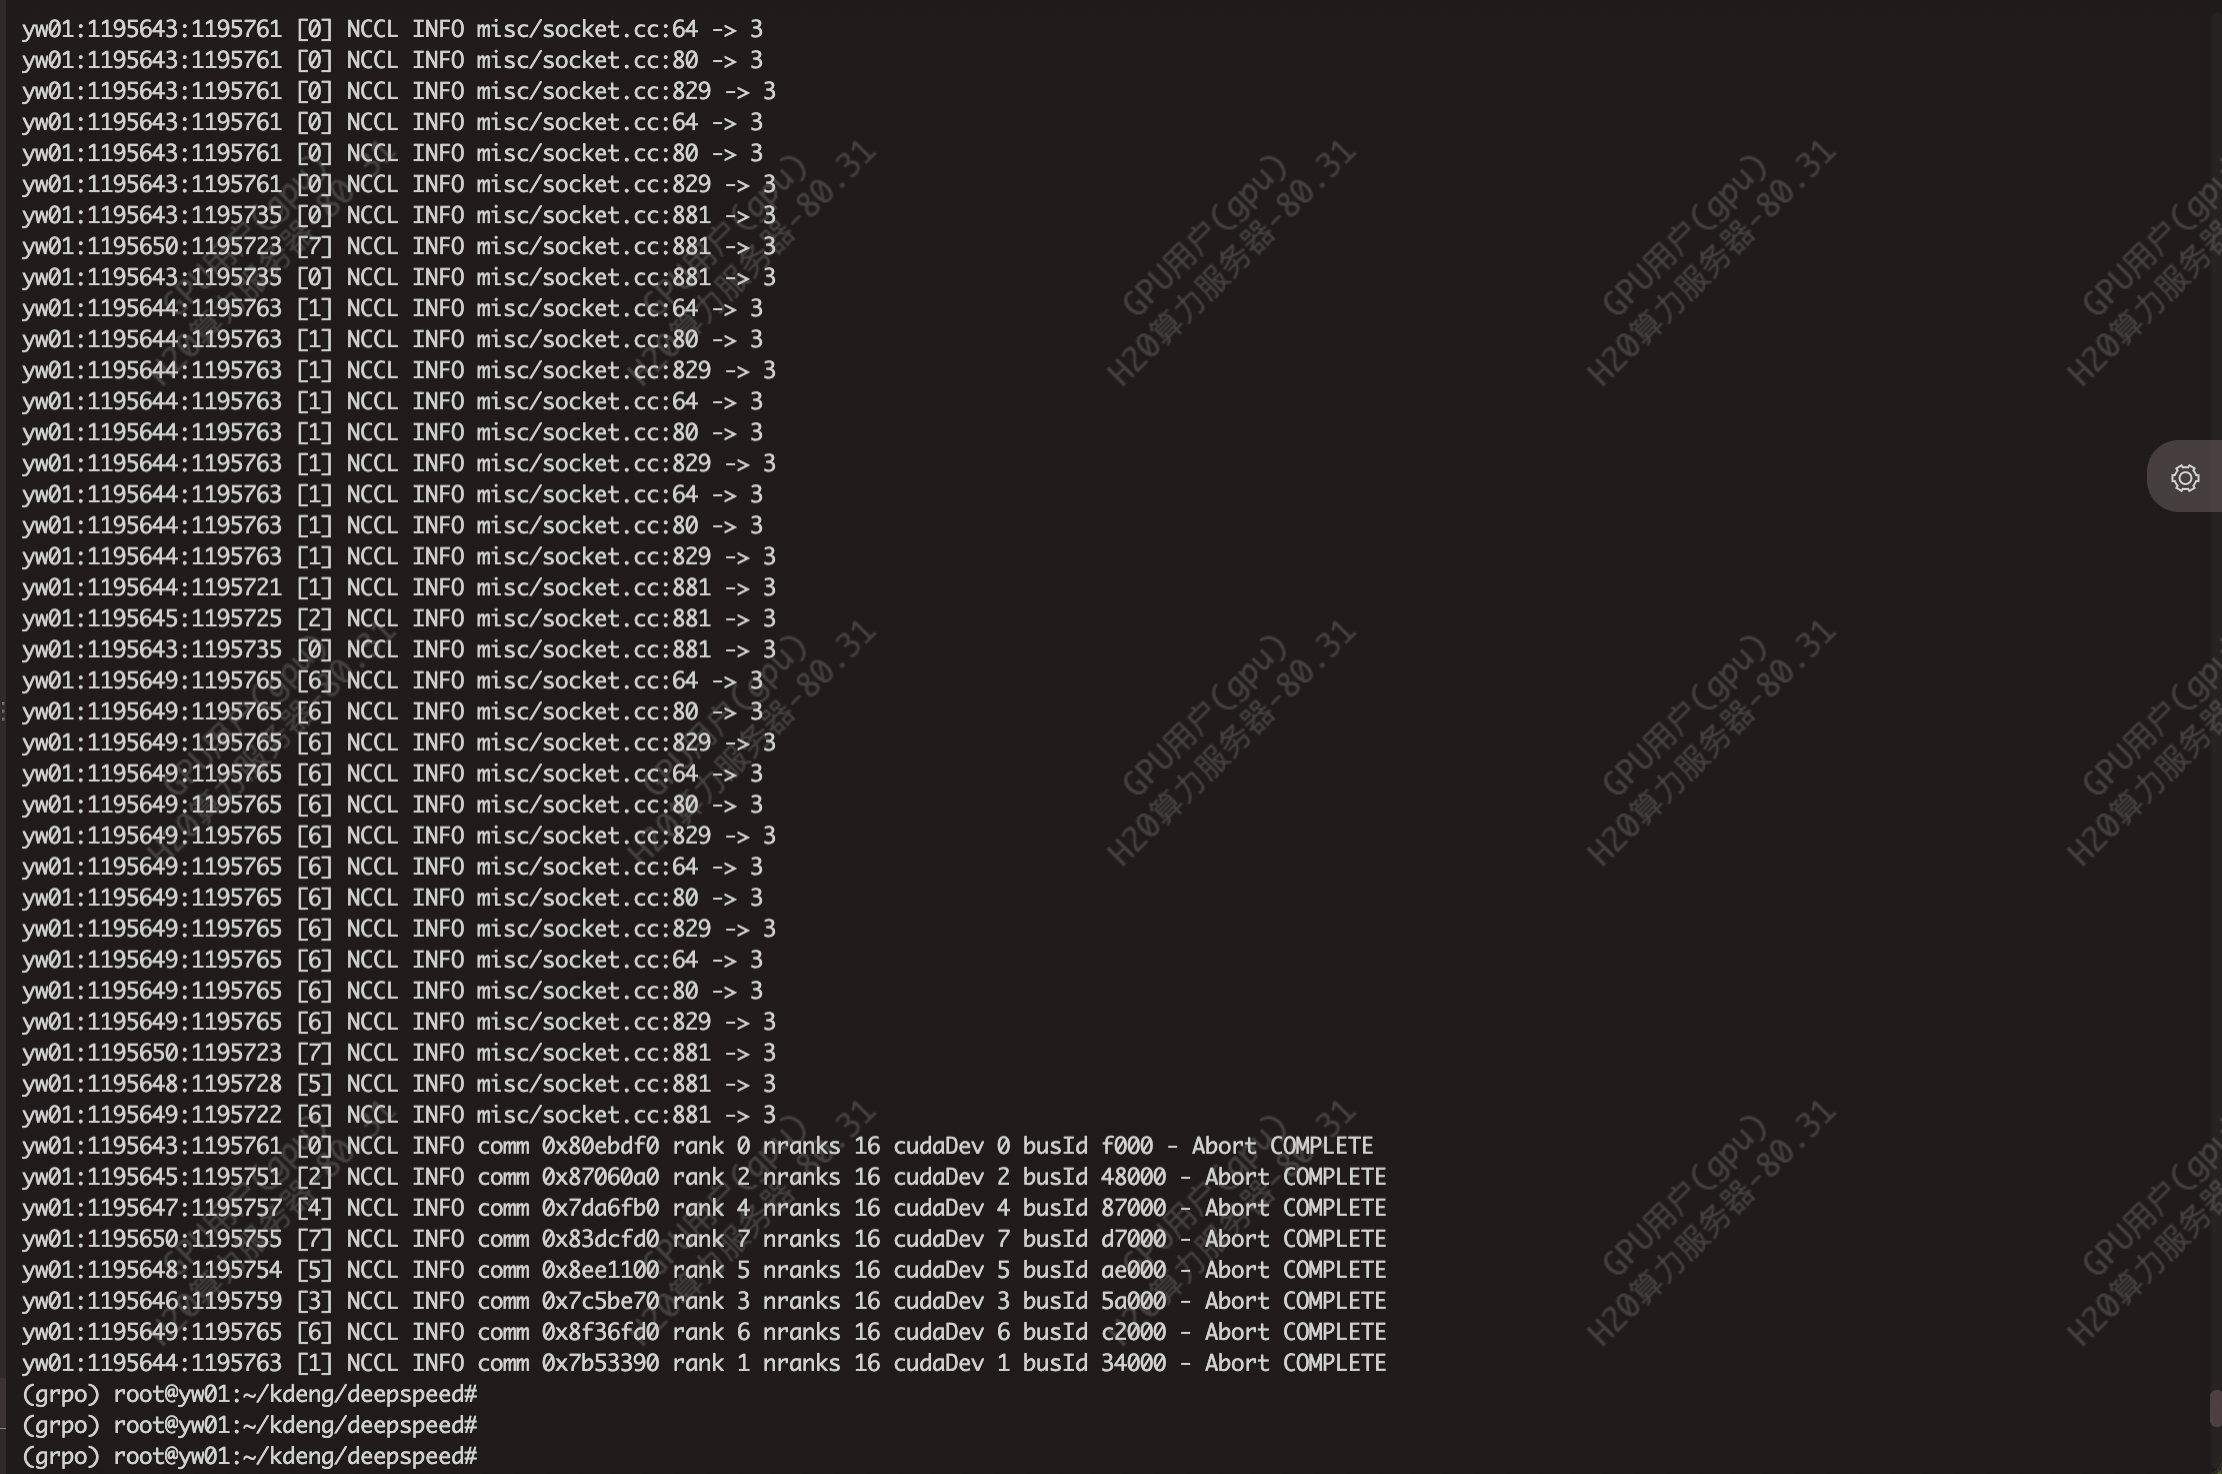 yw01:1195643:1195761 [0] NCCL INFO misc/socket.cc:64 -> 3
yw01:1195643:1195761 [0] NCCL INFO misc/socket.cc:80 -> 3
yw01:1195643:1195761 [0] NCCL INFO misc/socket.cc:829 -> 3
yw01:1195643:1195761 [0] NCCL INFO misc/socket.cc:64 -> 3
yw01:1195643:1195761 [0] NCCL INFO misc/socket.cc:80 -> 3
yw01:1195643:1195761 [0] NCCL INFO misc/socket.cc:829 -> 3
yw01:1195643:1195735 [0] NCCL INFO misc/socket.cc:881 -> 3
yw01:1195650:1195723 [7] NCCL INFO misc/socket.cc:881 -> 3
yw01:1195643:1195735 [0] NCCL INFO misc/socket.cc:881 -> 3
yw01:1195644:1195763 [1] NCCL INFO misc/socket.cc:64 -> 3
yw01:1195644:1195763 [1] NCCL INFO misc/socket.cc:80 -> 3
yw01:1195644:1195763 [1] NCCL INFO misc/socket.cc:829 -> 3
yw01:1195644:1195763 [1] NCCL INFO misc/socket.cc:64 -> 3
yw01:1195644:1195763 [1] NCCL INFO misc/socket.cc:80 -> 3
yw01:1195644:1195763 [1] NCCL INFO misc/socket.cc:829 -> 3
yw01:1195644:1195763 [1] NCCL INFO misc/socket.cc:64 -> 3
yw01:1195644:1195763 [1] NCCL INFO misc/socket.cc:80 -> 3
yw01:1195644:1195763 [1] NCCL INFO misc/socket.cc:829 -> 3
yw01:1195644:1195721 [1] NCCL INFO misc/socket.cc:881 -> 3
yw01:1195645:1195725 [2] NCCL INFO misc/socket.cc:881 -> 3
yw01:1195643:1195735 [0] NCCL INFO misc/socket.cc:881 -> 3
yw01:1195649:1195765 [6] NCCL INFO misc/socket.cc:64 -> 3
yw01:1195649:1195765 [6] NCCL INFO misc/socket.cc:80 -> 3
yw01:1195649:1195765 [6] NCCL INFO misc/socket.cc:829 -> 3
yw01:1195649:1195765 [6] NCCL INFO misc/socket.cc:64 -> 3
yw01:1195649:1195765 [6] NCCL INFO misc/socket.cc:80 -> 3
yw01:1195649:1195765 [6] NCCL INFO misc/socket.cc:829 -> 3
yw01:1195649:1195765 [6] NCCL INFO misc/socket.cc:64 -> 3
yw01:1195649:1195765 [6] NCCL INFO misc/socket.cc:80 -> 3
yw01:1195649:1195765 [6] NCCL INFO misc/socket.cc:829 -> 3
yw01:1195649:1195765 [6] NCCL INFO misc/socket.cc:64 -> 3
yw01:1195649:1195765 [6] NCCL INFO misc/socket.cc:80 -> 3
yw01:1195649:1195765 [6] NCCL INFO misc/socket.cc:829 -> 3
yw01:1195650:1195723 [7] NCCL INFO misc/socket.cc:881 -> 3
yw01:1195648:1195728 [5] NCCL INFO misc/socket.cc:881 -> 3
yw01:1195649:1195722 [6] NCCL INFO misc/socket.cc:881 -> 3
yw01:1195643:1195761 [0] NCCL INFO comm 0x80ebdf0 rank 0 nranks 16 cudaDev 0 busId f000 - Abort COMPLETE
yw01:1195645:1195751 [2] NCCL INFO comm 0x87060a0 rank 2 nranks 16 cudaDev 2 busId 48000 - Abort COMPLETE
yw01:1195647:1195757 [4] NCCL INFO comm 0x7da6fb0 rank 4 nranks 16 cudaDev 4 busId 87000 - Abort COMPLETE
yw01:1195650:1195755 [7] NCCL INFO comm 0x83dcfd0 rank 7 nranks 16 cudaDev 7 busId d7000 - Abort COMPLETE
yw01:1195648:1195754 [5] NCCL INFO comm 0x8ee1100 rank 5 nranks 16 cudaDev 5 busId ae000 - Abort COMPLETE
yw01:1195646:1195759 [3] NCCL INFO comm 0x7c5be70 rank 3 nranks 16 cudaDev 3 busId 5a000 - Abort COMPLETE
yw01:1195649:1195765 [6] NCCL INFO comm 0x8f36fd0 rank 6 nranks 16 cudaDev 6 busId c2000 - Abort COMPLETE
yw01:1195644:1195763 [1] NCCL INFO comm 0x7b53390 rank 1 nranks 16 cudaDev 1 busId 34000 - Abort COMPLETE
(grpo) root@yw01:~/kdeng/deepspeed#
(grpo) root@yw01:~/kdeng/deepspeed#
(grpo) root@yw01:~/kdeng/deepspeed#
GPU用户(gpu)
H20算力服务器-80.31